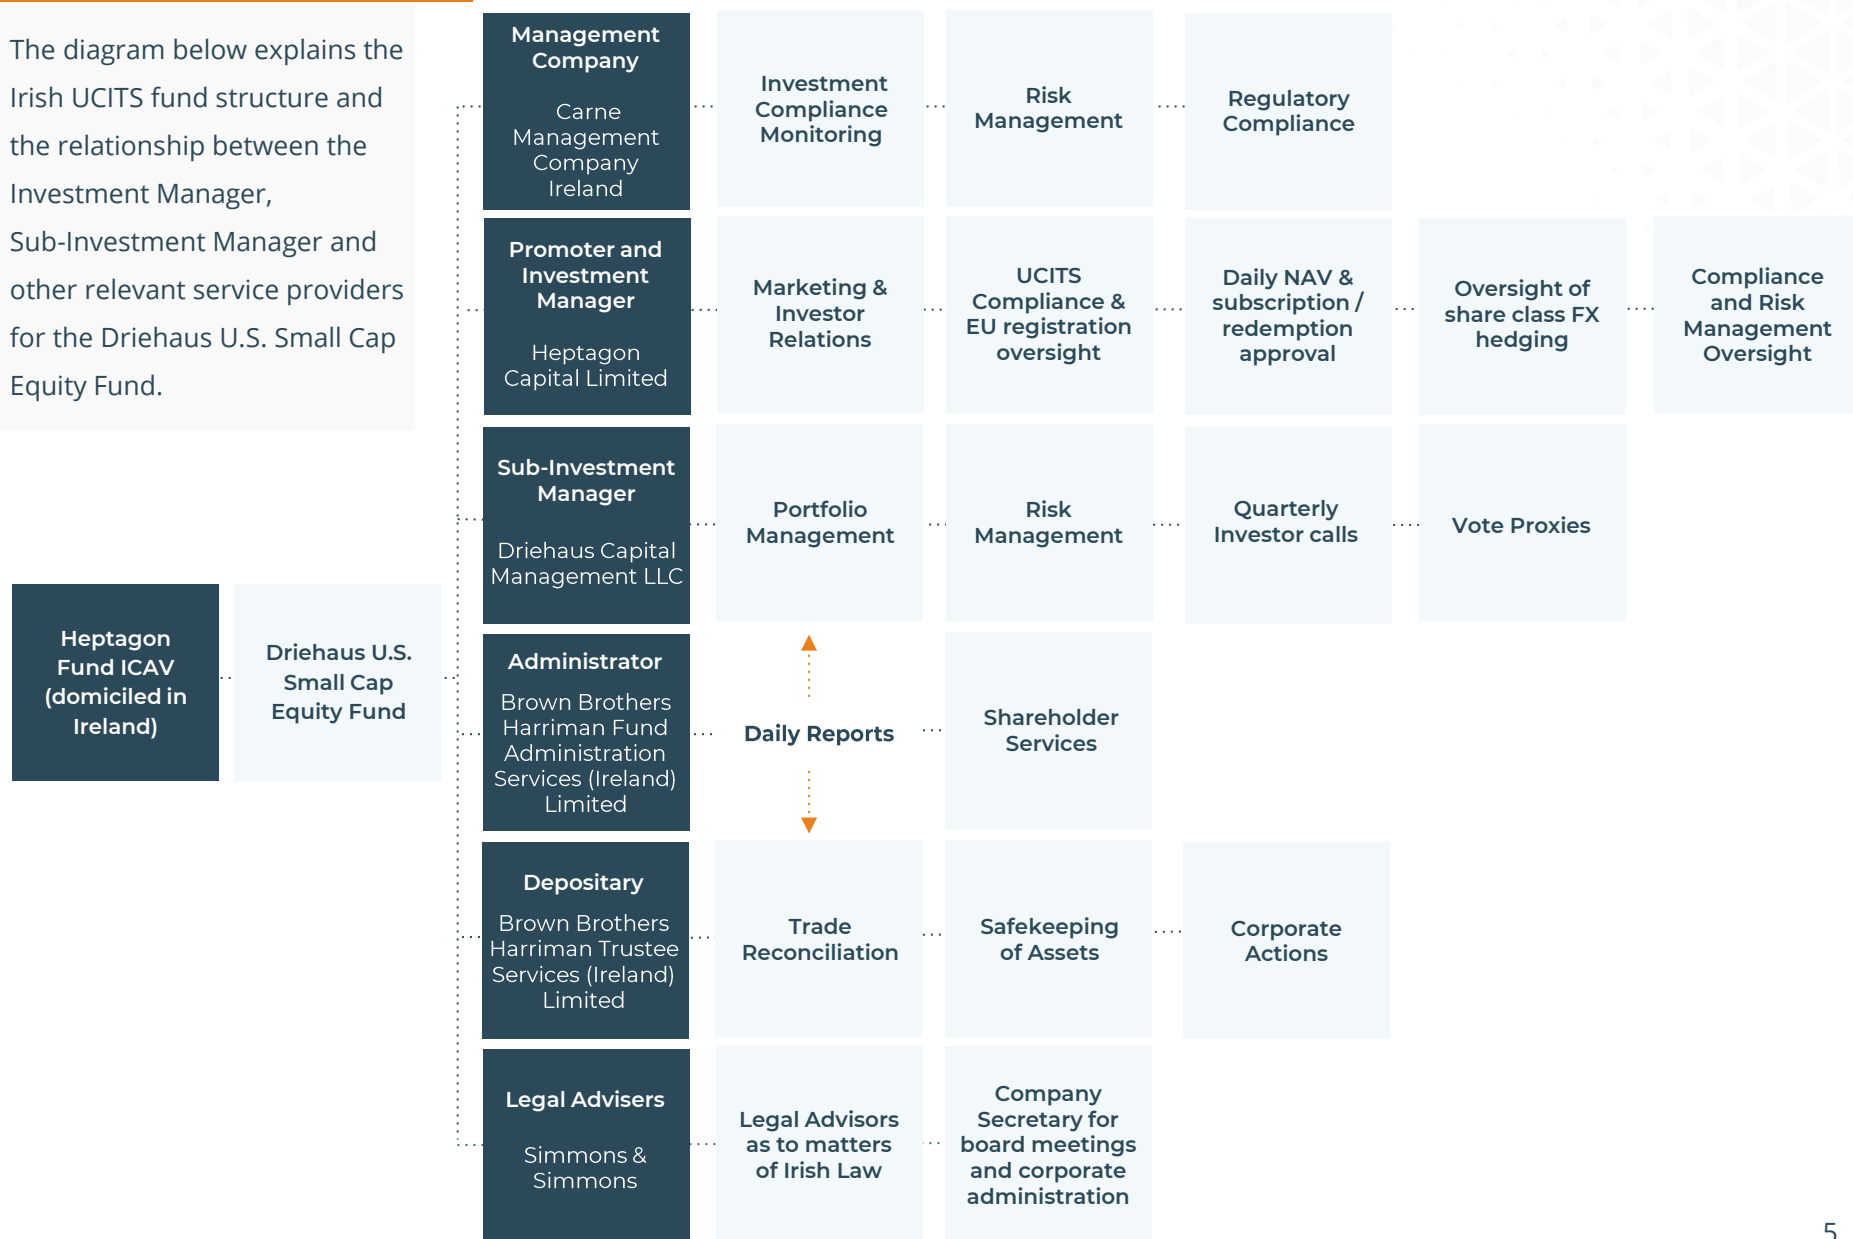 The diagram below explains the
Irish UCITS fund structure and
the relationship between the
Investment Manager,
Sub-Investment Manager and
other relevant service providers
for the Driehaus U.S. Small Cap
Equity Fund.
Heptagon
Fund ICAV
(domiciled in
Ireland)
Driehaus U.S.
Small Cap
Equity Fund
Management
Company
Carne
Management
Company
Ireland
Investment
Compliance
Monitoring
Risk
Management
Regulatory
Compliance
Promoter and
Investment
Manager
Heptagon
Capital Limited
Marketing &
Investor
Relations
UCITS
Compliance &
EU registration
oversight
Daily NAV &
subscription /
redemption
approval
Oversight of
share class FX
hedging
Compliance
and Risk
Management
Oversight
Sub-Investment
Manager
Driehaus Capital
Management LLC
Portfolio
Management
Risk
Management
Quarterly
Investor calls
Vote Proxies
Administrator
Brown Brothers
Harriman Fund
Administration
Services (Ireland)
Limited
Daily Reports
Shareholder
Services
Depositary
Brown Brothers
Harriman Trustee
Services (Ireland)
Limited
Trade
Reconciliation
Safekeeping
of Assets
Corporate
Actions
Legal Advisers
Simmons &
Simmons
Legal Advisors
as to matters
of Irish Law
Company
Secretary for
board meetings
and corporate
administration
5